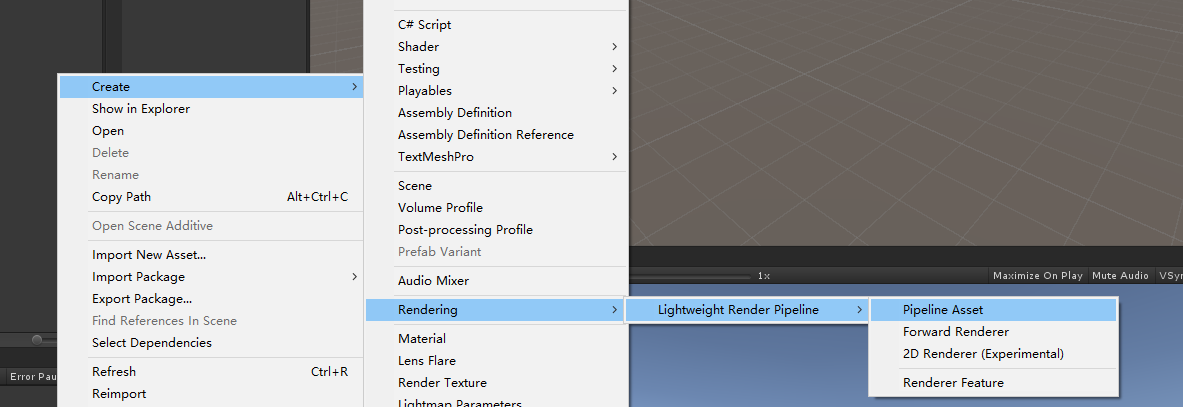 Create
Show in Explorer
Open
Delete
Rename
Copy Path Alt+Ctrl+C
Open Scene Additive
Import New Asset...
Import Package
Export Package...
Find References In Scene
Select Dependencies
Refresh Ctrl+R
Reimport
Error Pau
C# Script
Shader
Testing
Playables
Assembly Definition
Assembly Definition Reference
TextMeshPro
Scene
Volume Profile
Post-processing Profile
Prefab Variant
Audio Mixer
Rendering
Material
Lens Flare
Render Texture
Lightmap Parameters
Lightweight Render Pipeline
Pipeline Asset
Forward Renderer
2D Renderer (Experimental)
Renderer Feature
1x
Maximize On Play Mute Audio VSyn